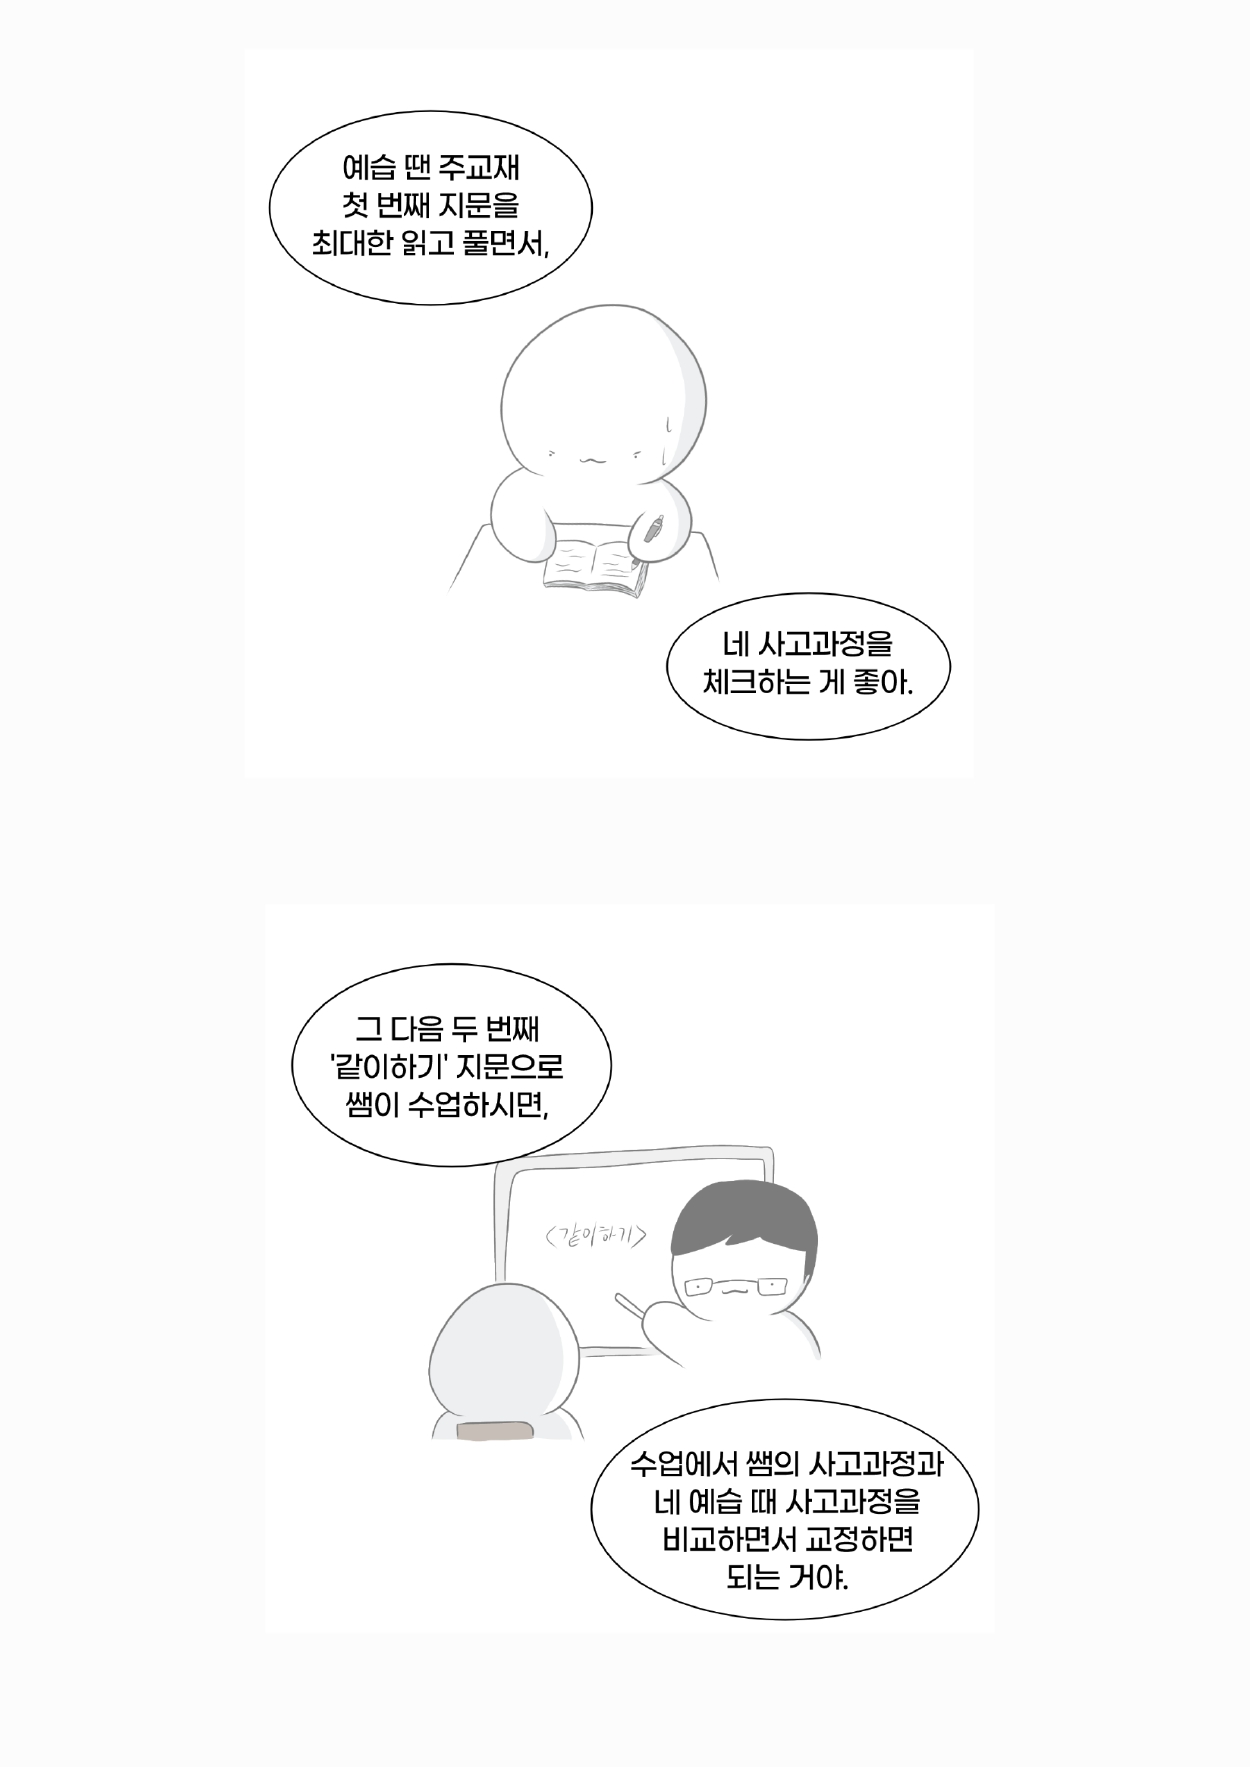 예습 땐 주교재
첫 번째 지문을
최대한 읽고 풀면서,
네 사고과정을
체크하는 게 좋아.
그 다음 두 번째
'같이하기' 지문으로
쌤이 수업하시면,
<같이하기>
수업에서 쌤의 사고과정과
네 예습 때 사고과정을
비교하면서 교정하면
되는 거야.